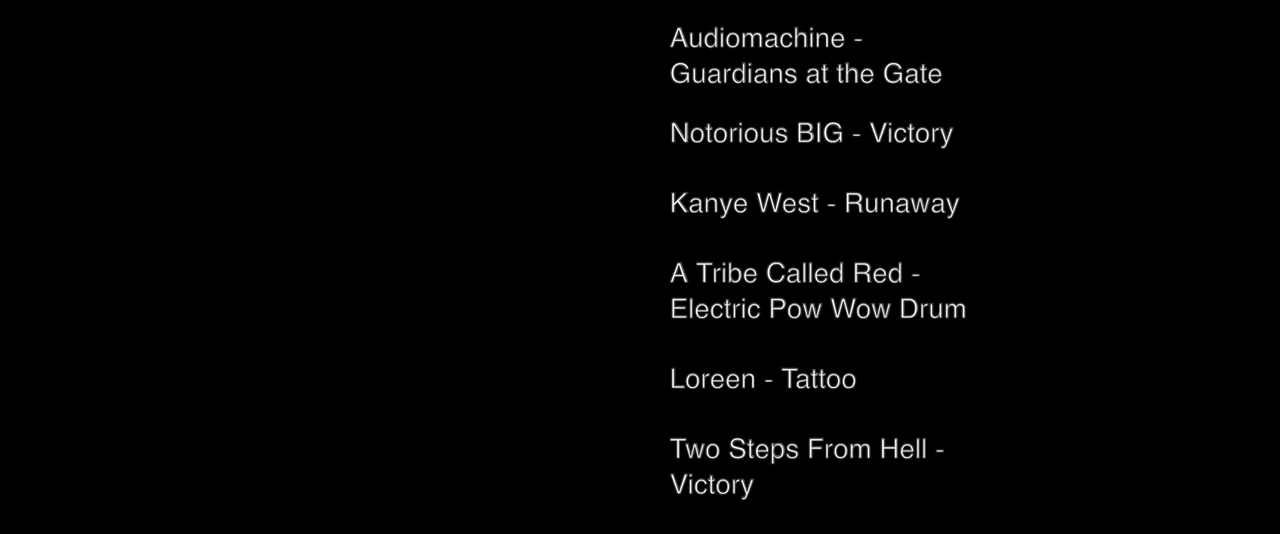 Audiomachine -
Guardians at the Gate
Notorious BIG - Victory
Kanye West - Runaway
A Tribe Called Red -
Electric Pow Wow Drum
Loreen - Tattoo
Two Steps From Hell -
Victory